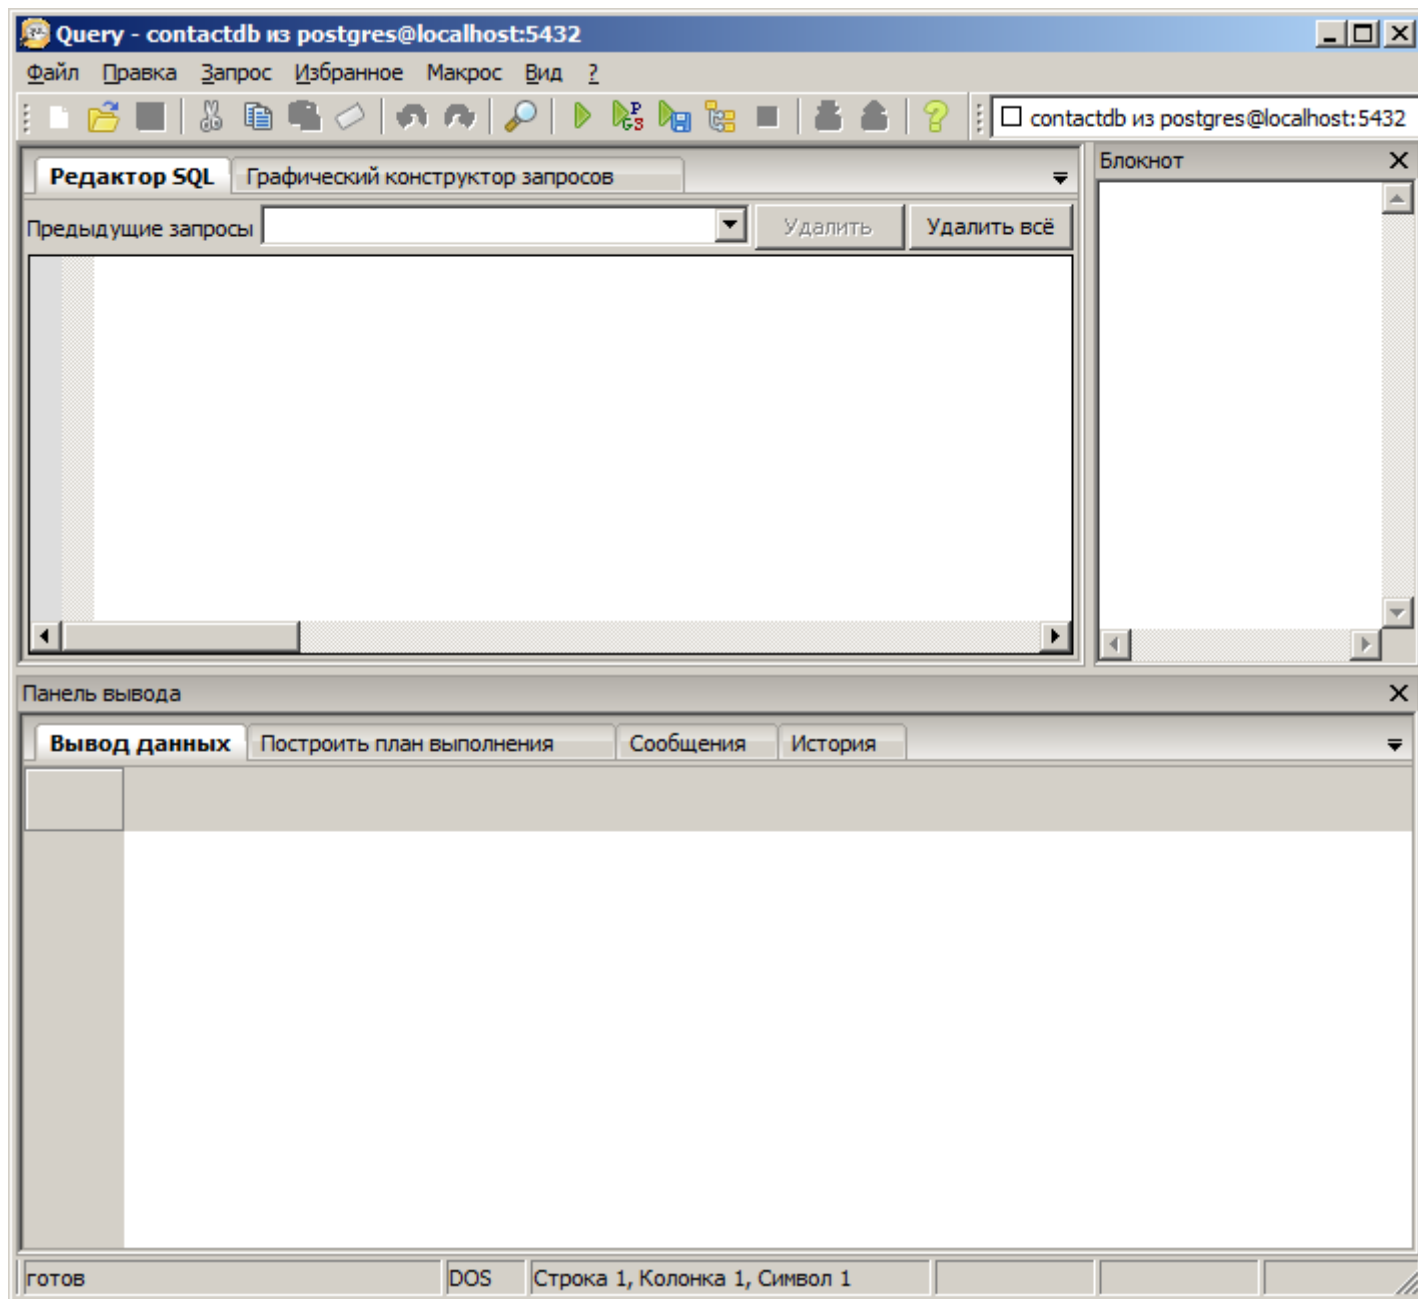 Query - contactdb из postgres@localhost:5432
Файл Правка Запрос Избранное Макрос Вид ?
contactdb из postgres@localhost:5432
Редактор SQL Графический конструктор запросов
Блокнот
Предыдущие запросы Удалить Удалить всё
Панель вывода
Вывод данных Построить план выполнения Сообщения История
готов DOS Строка 1, Колонка 1, Символ 1